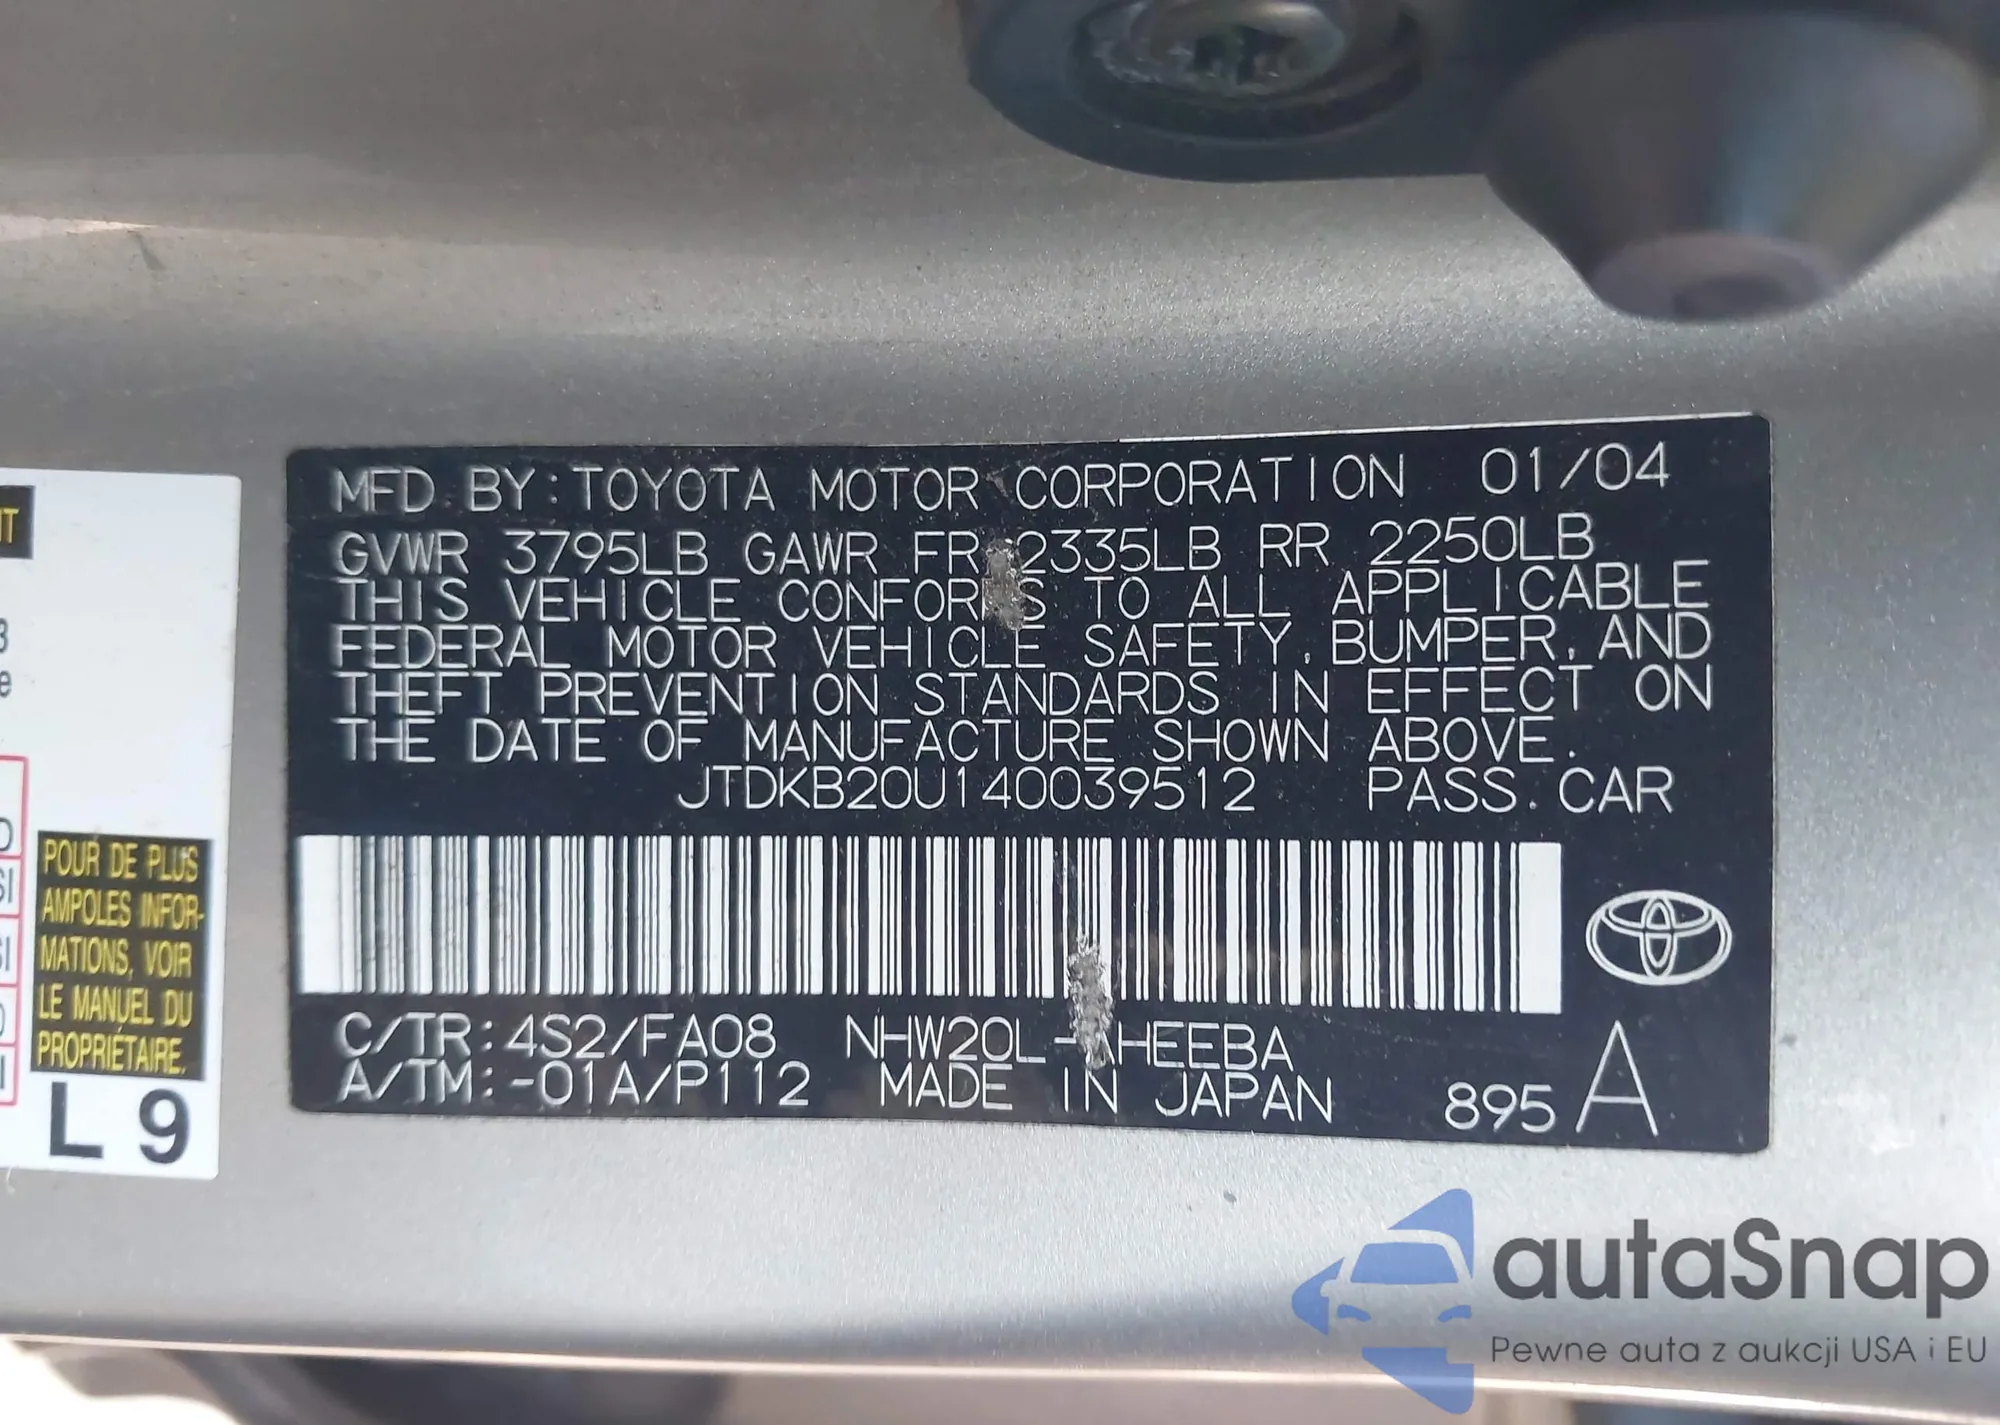 MFD BY:TOYOTA MOTOR CORPORATION 01/04
GVWR 3795LB GAWR FR 2335LB RR 2250LB
THIS VEHICLE CONFORMS TO ALL APPLICABLE
FEDERAL MOTOR VEHICLE SAFETY, BUMPER, AND
THEFT PREVENTION STANDARDS IN EFFECT ON
THE DATE OF MANUFACTURE SHOWN ABOVE.
JTDKB20U140039512 PASS. CAR
C/TR:4S2/FA08 NHW20L-AHEEBA
A/TM:-01A/P112 MADE IN JAPAN 895 A
POUR DE PLUS
AMPOLES INFOR-
MATIONS, VOIR
LE MANUEL DU
PROPRIÉTAIRE.
L 9
autaSnap
Pewne auta z aukcji USA i EU